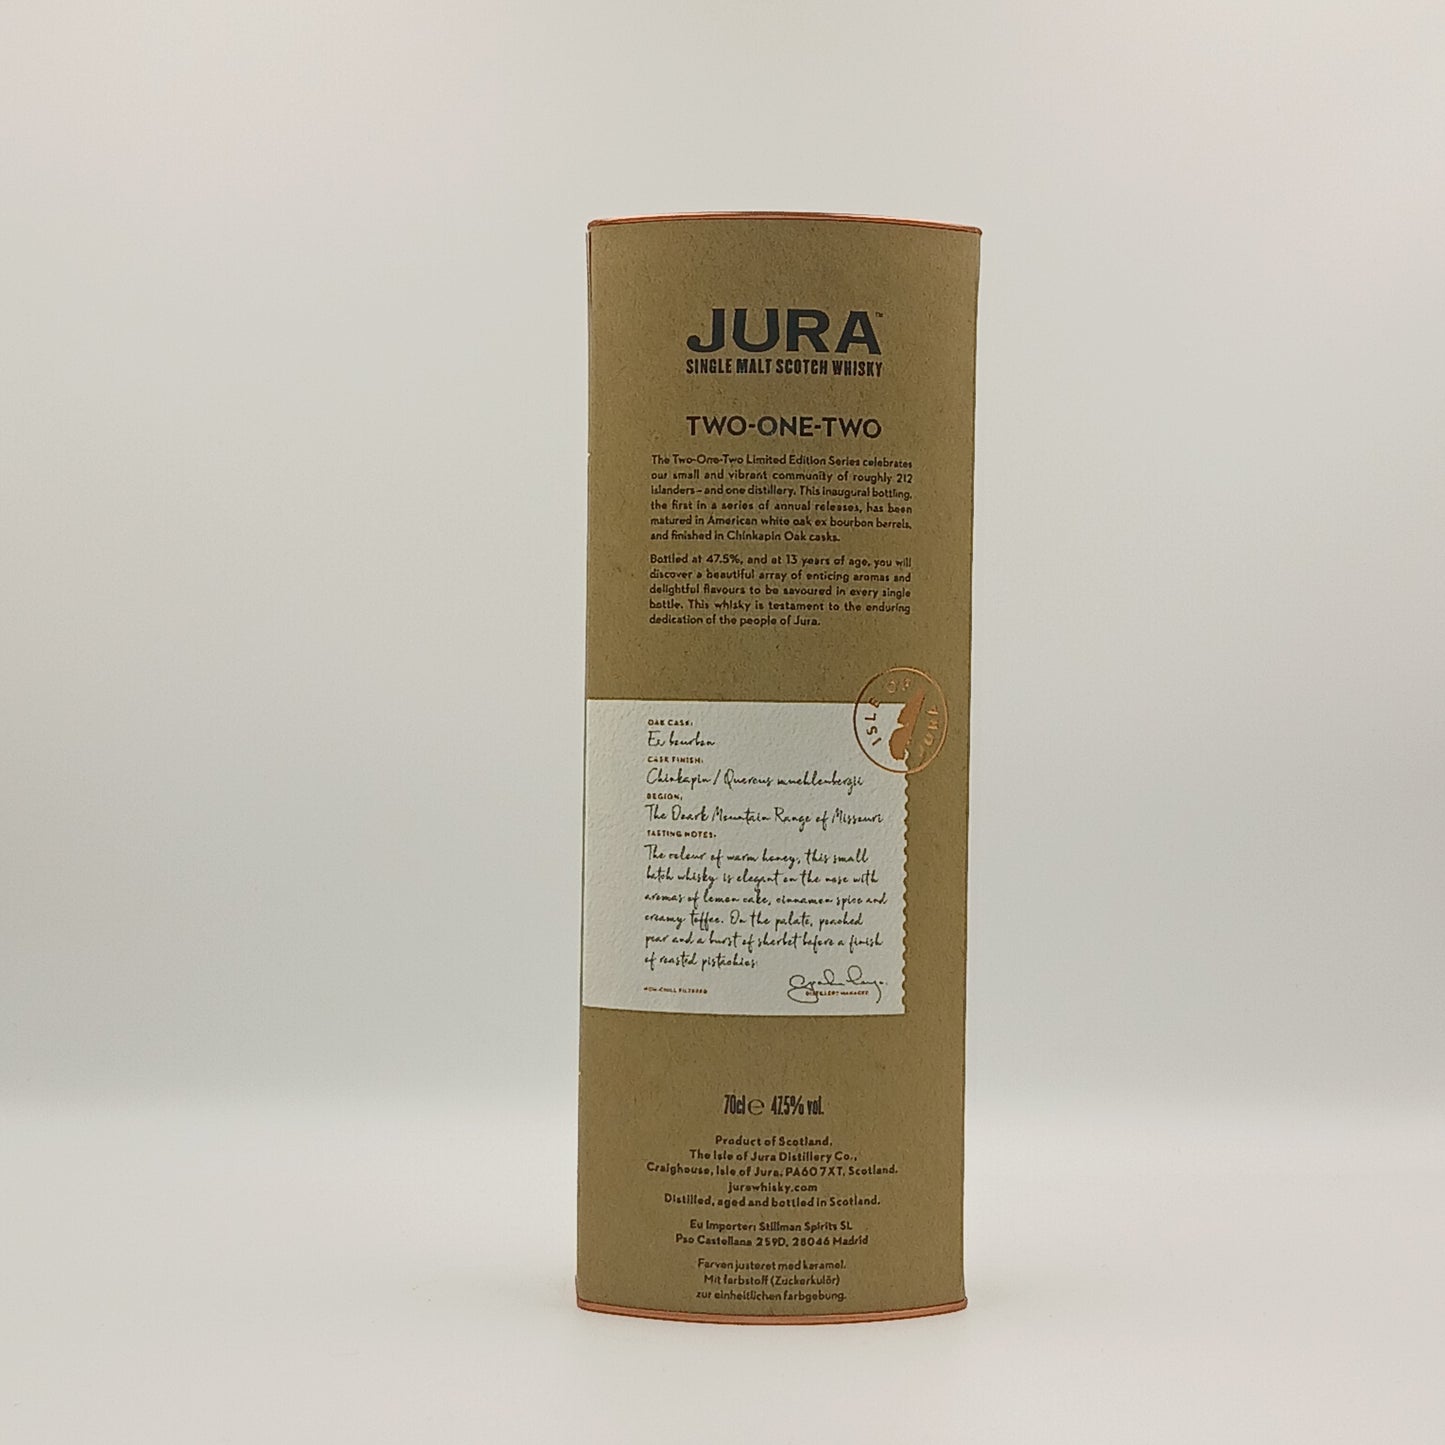 JURA™
SINGLE MALT SCOTCH WHISKY
TWO-ONE-TWO
The Two-One-Two Limited Edition Series celebrates
our small and vibrant community of roughly 212
islanders – and one distillery. This inaugural bottling,
the first in a series of annual releases, has been
matured in American white oak ex bourbon barrels,
and finished in Chinkapin Oak casks.
Bottled at 47.5%, and at 13 years of age, you will
discover a beautiful array of enticing aromas and
delightful flavours to be savoured in every single
bottle. This whisky is testament to the enduring
dedication of the people of Jura.
ISLE OF JURA
OAK CASK:
Ex bourbon
CASK FINISH:
Chinkapin / Quercus muehlenbergii
REGION:
The Ozark Mountain Range of Missouri
TASTING NOTES:
The colour of warm honey, this small
batch whisky is elegant on the nose with
aromas of lemon cake, cinnamon spice and
creamy toffee. On the palate, poached
pear and a burst of sherbet before a finish
of roasted pistachios.
NON-CHILL FILTERED
DISTILLERY MANAGER
70cl e 47.5% vol.
Product of Scotland.
The Isle of Jura Distillery Co.,
Craighouse, Isle of Jura. PA60 7XT, Scotland.
jurawhisky.com
Distilled, aged and bottled in Scotland.
Eu Importer: Stillman Spirits SL
Pso Castellana 259D, 28046 Madrid
Farven justeret med karamel.
Mit farbstoff (Zuckerkulör)
zur einheitlichen farbgebung.